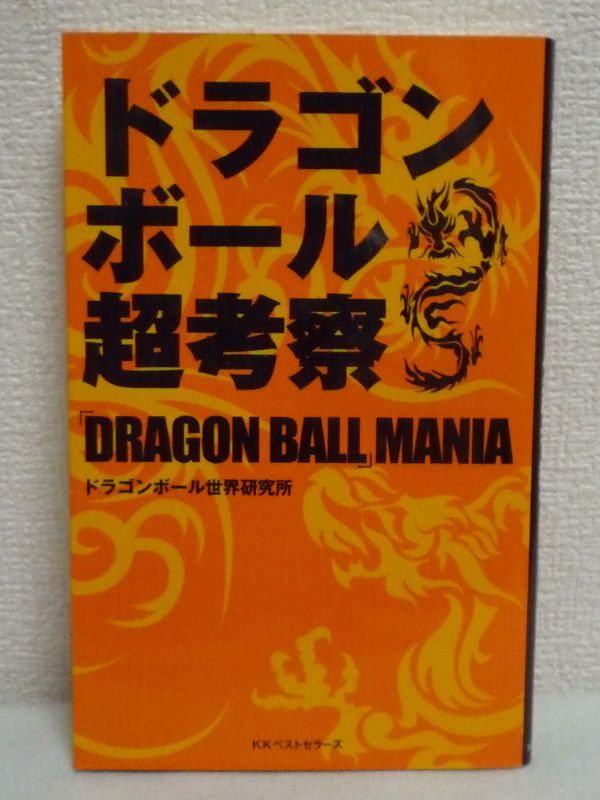 ドラゴン
ボール
超考察
「DRAGON BALL」MANIA
ドラゴンボール世界研究所
KKベストセラーズ